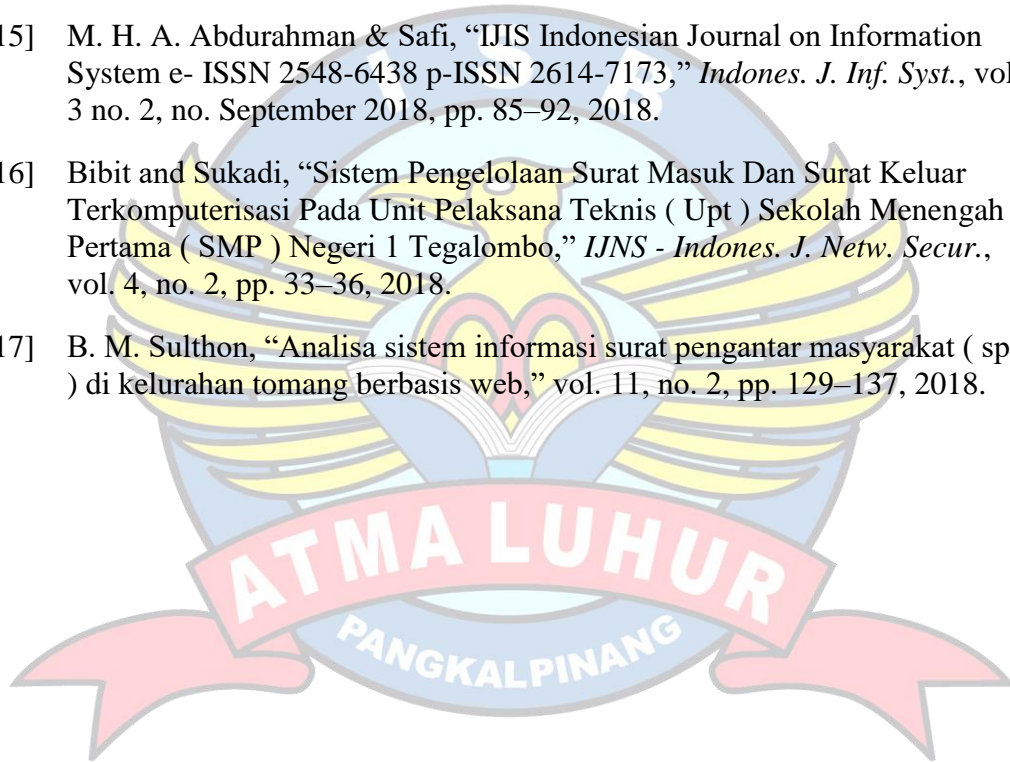 15] M. H. A. Abdurahman & Safi, “IJIS Indonesian Journal on Information
System e- ISSN 2548-6438 p-ISSN 2614-7173,” Indones. J. Inf. Syst., vol
3 no. 2, no. September 2018, pp. 85–92, 2018.
16] Bibit and Sukadi, “Sistem Pengelolaan Surat Masuk Dan Surat Keluar
Terkomputerisasi Pada Unit Pelaksana Teknis ( Upt ) Sekolah Menengah
Pertama ( SMP ) Negeri 1 Tegalombo,” IJNS - Indones. J. Netw. Secur.,
vol. 4, no. 2, pp. 33–36, 2018.
17] B. M. Sulthon, “Analisa sistem informasi surat pengantar masyarakat ( sp
) di kelurahan tomang berbasis web,” vol. 11, no. 2, pp. 129–137, 2018.
I S B
ATMA LUHUR
PANGKALPINANG